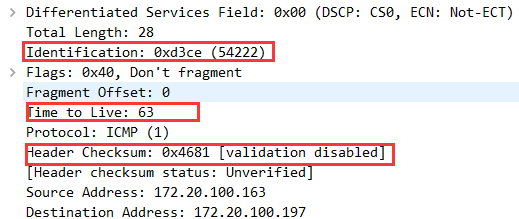 Differentiated Services Field: 0x00 (DSCP: CS0, ECN: Not-ECT)
Total Length: 28
Identification: 0xd3ce (54222)
Flags: 0x40, Don't fragment
Fragment Offset: 0
Time to Live: 63
Protocol: ICMP (1)
Header Checksum: 0x4681 [validation disabled]
[Header checksum status: Unverified]
Source Address: 172.20.100.163
Destination Address: 172.20.100.197